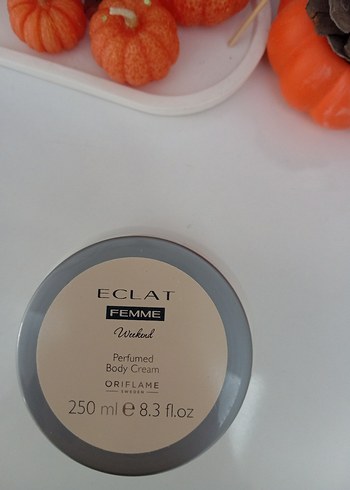 ECLAT
FEMME
Weekend
Perfumed
Body Cream
ORIFLAME
SWEDEN
250 ml ℮ 8.3 fl.oz